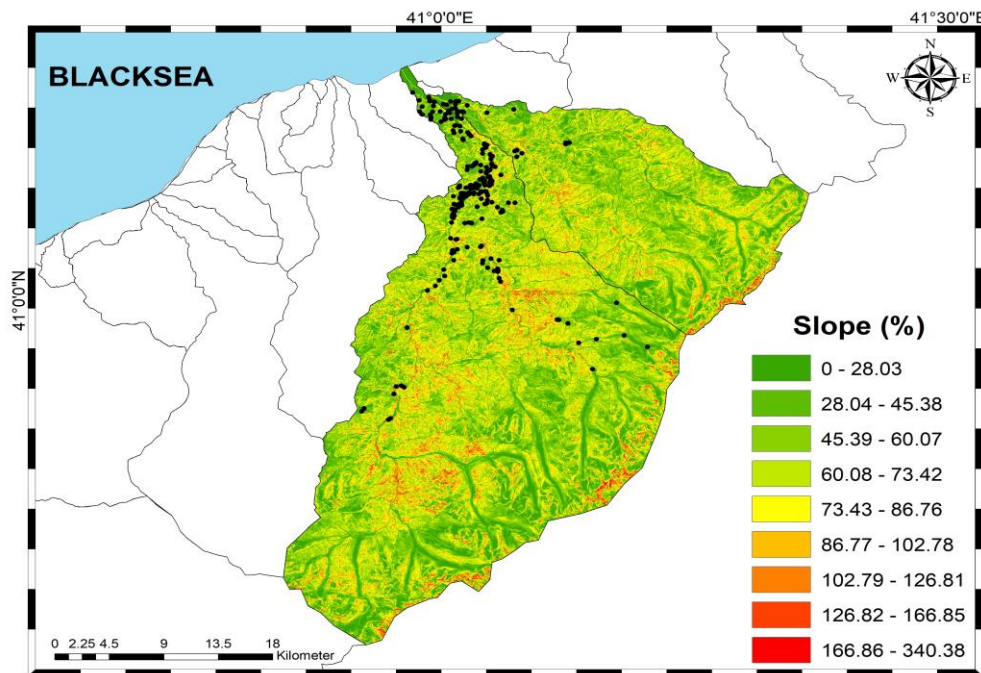 41°0'0"E
41°30'0"E
BLACKSEA
N
W
E
S
41°0'0"N
Slope (%)
0 - 28.03
28.04 - 45.38
45.39 - 60.07
60.08 - 73.42
73.43 - 86.76
86.77 - 102.78
102.79 - 126.81
126.82 - 166.85
166.86 - 340.38
0 2.25 4.5 9 13.5 18
Kilometer